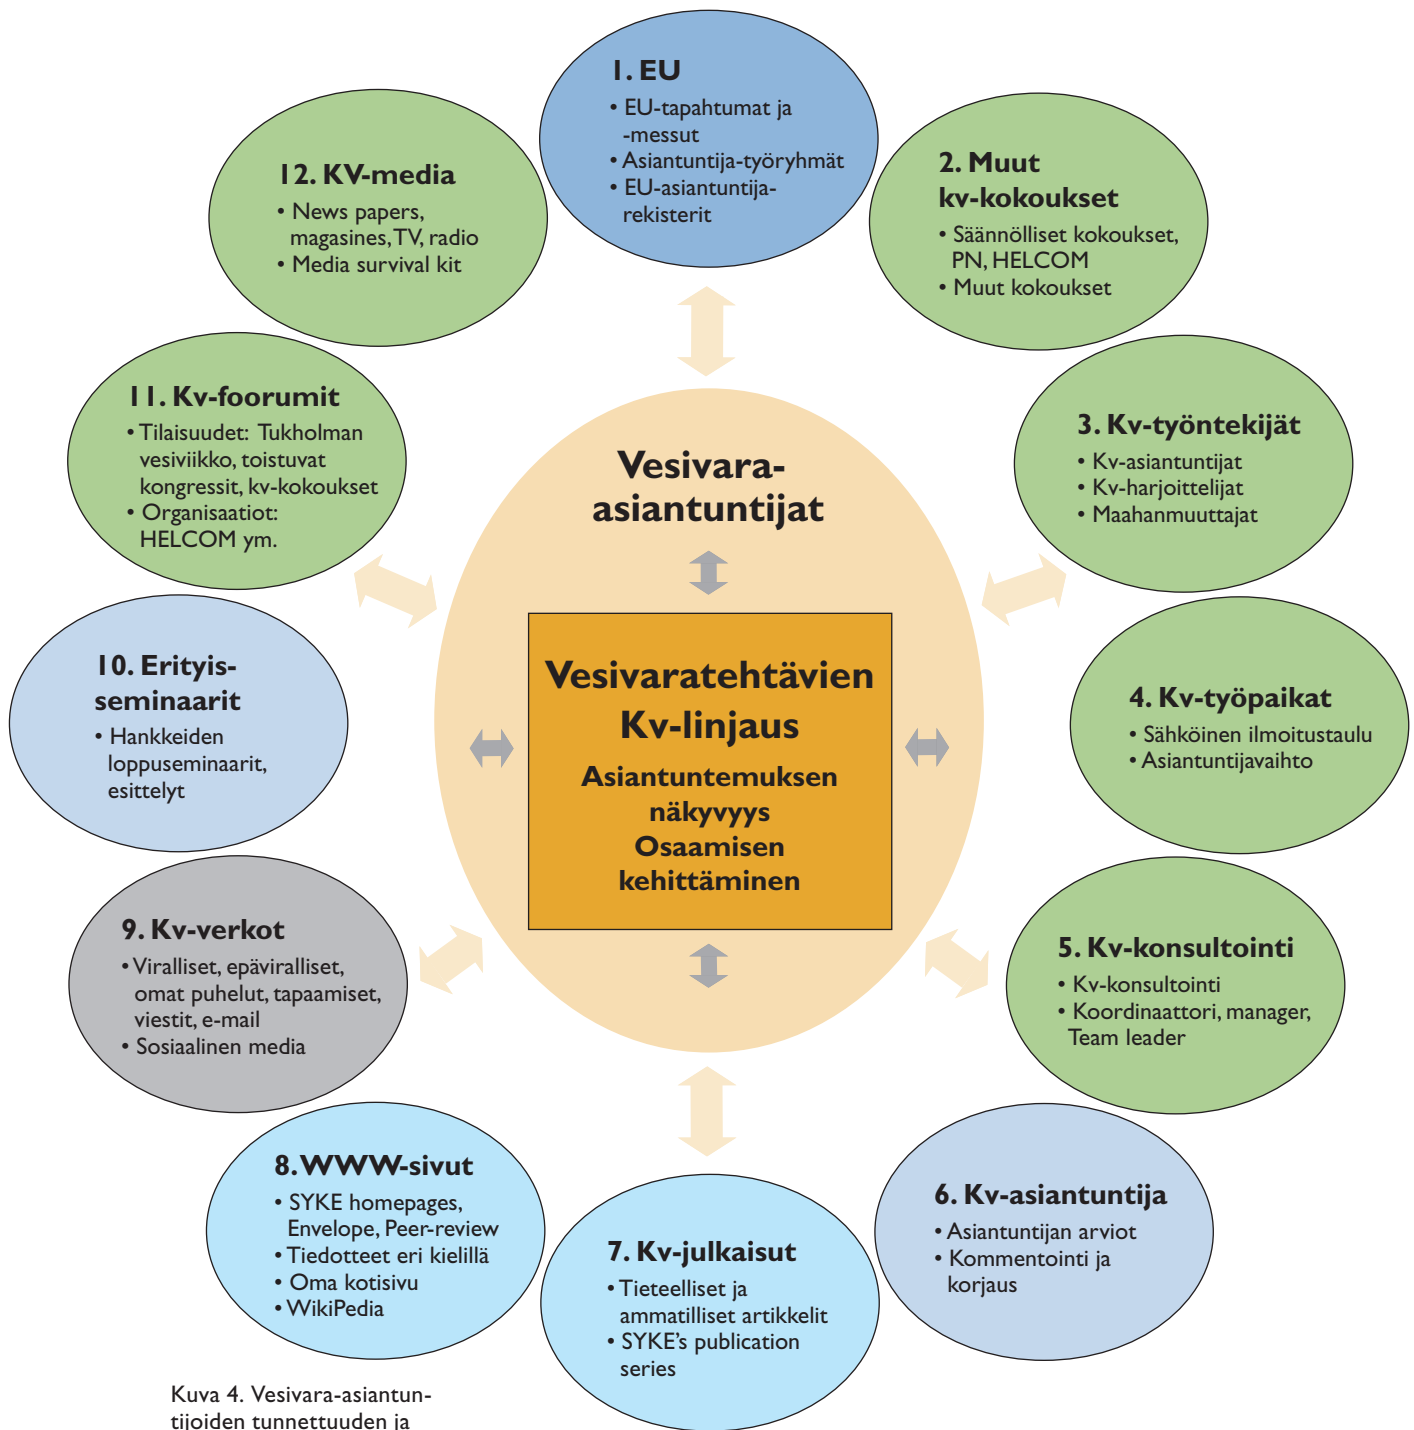 1. EU
• EU-tapahtumat ja
-messut
• Asiantuntija-työryhmät
• EU-asiantuntija-
rekisterit
2. Muut
kv-kokoukset
• Säännölliset kokoukset,
PN, HELCOM
• Muut kokoukset
3. Kv-työntekijät
• Kv-asiantuntijat
• Kv-harjoittelijat
• Maahanmuuttajat
4. Kv-työpaikat
• Sähköinen ilmoitustaulu
• Asiantuntijavaihto
5. Kv-konsultointi
• Kv-konsultointi
• Koordinaattori, manager,
Team leader
6. Kv-asiantuntija
• Asiantuntijan arviot
• Kommentointi ja
korjaus
7. Kv-julkaisut
• Tieteelliset ja
ammatilliset artikkelit
• SYKE's publication
series
8. WWW-sivut
• SYKE homepages,
Envelope, Peer-review
• Tiedotteet eri kielillä
• Oma kotisivu
• WikiPedia
9. Kv-verkot
• Viralliset, epäviralliset,
omat puhelut, tapaamiset,
viestit, e-mail
• Sosiaalinen media
10. Erityis-
seminaarit
• Hankkeiden
loppuseminaarit,
esittelyt
11. Kv-foorumit
• Tilaisuudet: Tukholman
vesiviikko, toistuvat
kongressit, kv-kokoukset
• Organisaatiot:
HELCOM ym.
12. KV-media
• News papers,
magasines, TV, radio
• Media survival kit
Vesivara-
asiantuntijat
Vesivaratehtävien
Kv-linjaus
Asiantuntemuksen
näkyvyys
Osaamisen
kehittäminen
Kuva 4. Vesivara-asiantun-
tijoiden tunnettuuden ja